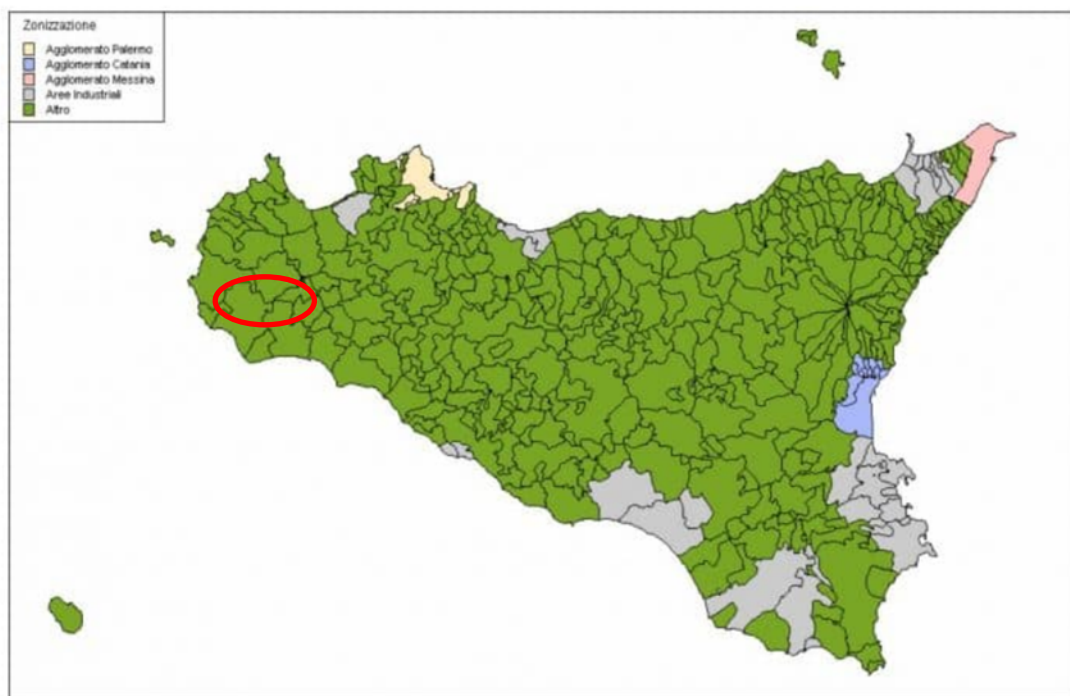 Zonizzazione
Agglomerato Palermo
Agglomerato Catania
Agglomerato Messina
Aree Industriali
Altro